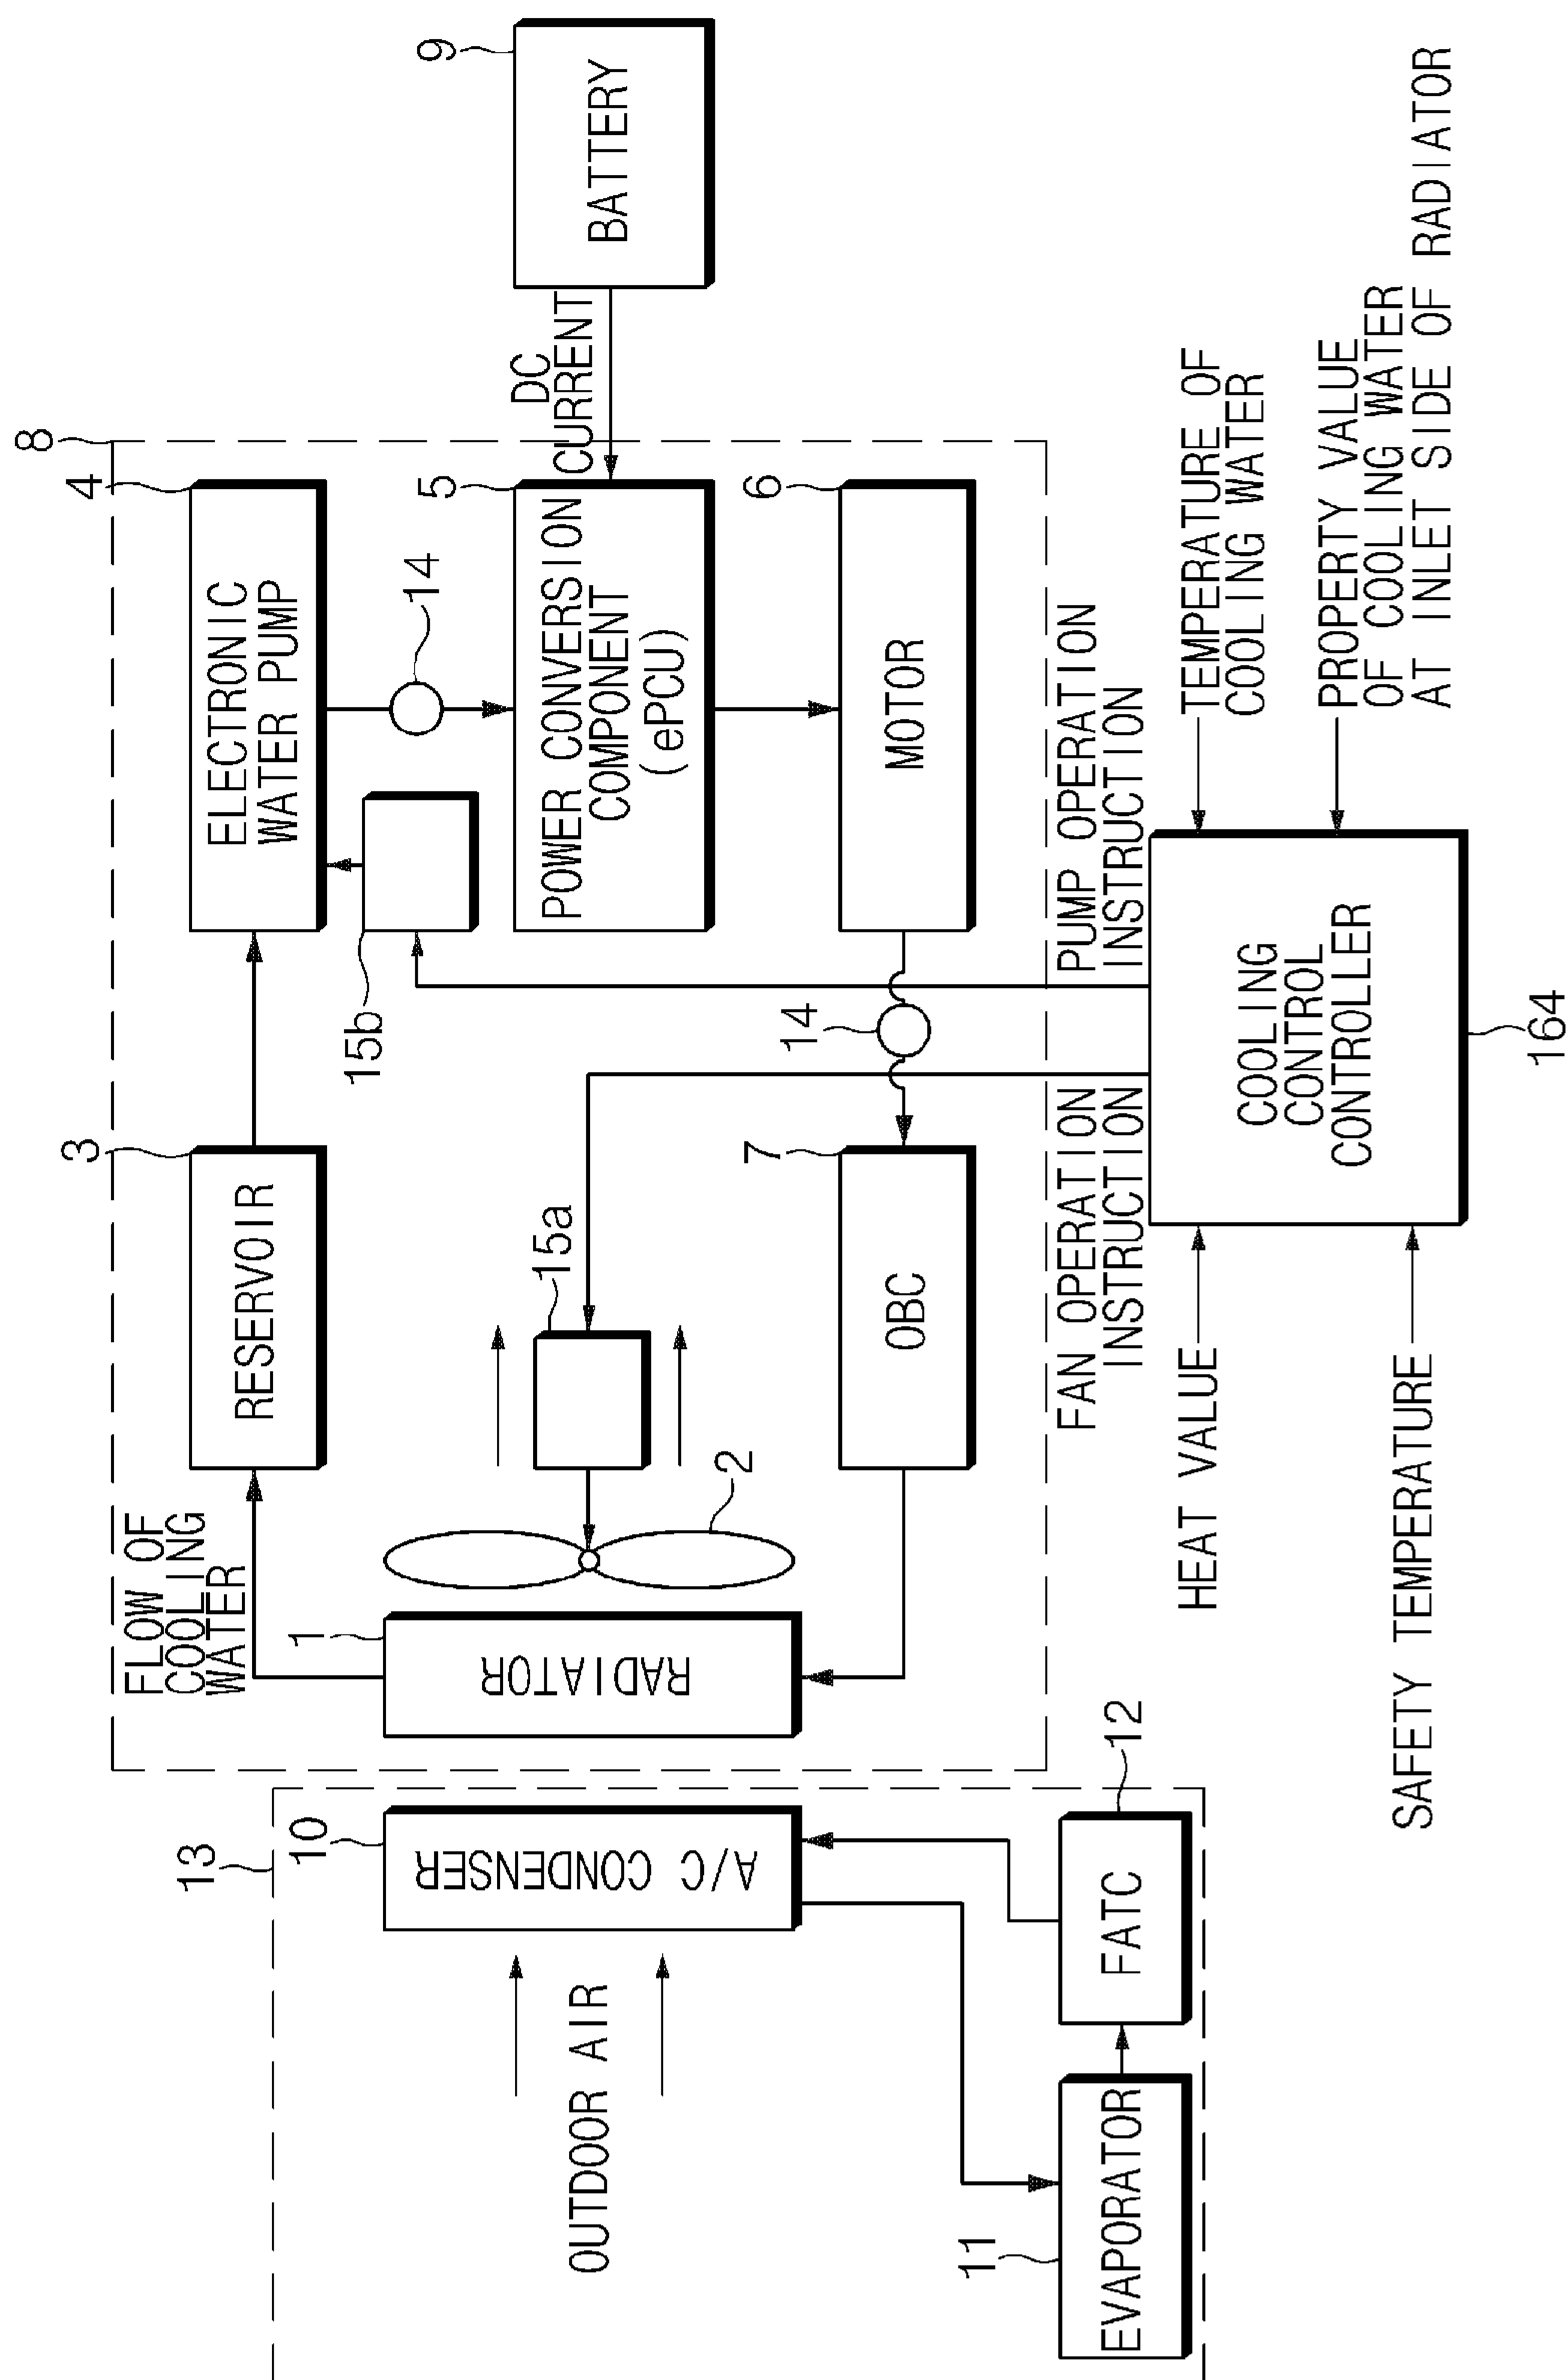 8
4
ELECTRONIC
WATER PUMP
3
RESERVOIR
FLOW OF
COOLING
WATER
14
15b
9
BATTERY
DC
CURRENT
5
POWER CONVERSION
COMPONENT
(ePCU)
15a
2
1
RADIATOR
13
10
A/C CONDENSER
OUTDOOR AIR
6
MOTOR
14
7
OBC
12
FATC
11
EVAPORATOR
PUMP OPERATION
INSTRUCTION
FAN OPERATION
INSTRUCTION
COOLING
CONTROL
CONTROLLER
164
HEAT VALUE
SAFETY TEMPERATURE
TEMPERATURE OF
COOLING WATER
PROPERTY VALUE
OF COOLING WATER
AT INLET SIDE OF RADIATOR